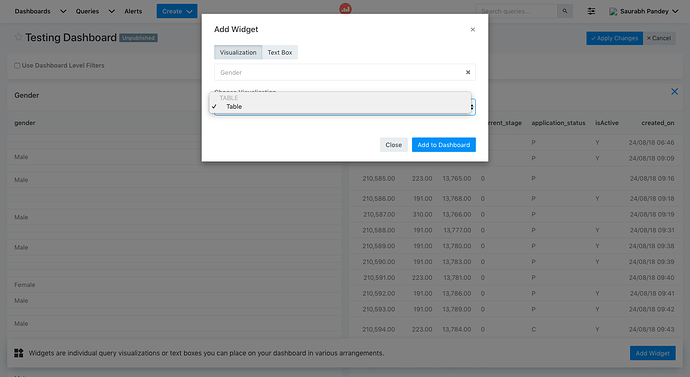 Dashboards Queries Alerts Create Search queries... Saurabh Pandey
Testing Dashboard Unpublished Apply Changes × Cancel
Use Dashboard Level Filters
Add Widget ×
Visualization Text Box
Gender ×
Choose Visualization
TABLE
✓ Table
Close Add to Dashboard
Gender
gender
Male
Male
Male
Male
Female
Male
Male
Male
rrent_stage application_status isActive created_on
P 24/08/18 06:46
P Y 24/08/18 09:09
210,585.00 223.00 13,765.00 0 P 24/08/18 09:16
210,586.00 191.00 13,768.00 0 P Y 24/08/18 09:18
210,587.00 310.00 13,766.00 0 P 24/08/18 09:19
210,588.00 191.00 13,777.00 0 P Y 24/08/18 09:31
210,589.00 191.00 13,780.00 0 P Y 24/08/18 09:38
210,590.00 191.00 13,783.00 0 P Y 24/08/18 09:39
210,591.00 223.00 13,781.00 0 P 24/08/18 09:40
210,592.00 191.00 13,786.00 0 P Y 24/08/18 09:41
210,593.00 191.00 13,789.00 0 P Y 24/08/18 09:42
210,594.00 223.00 13,784.00 0 C Y 24/08/18 09:43
Widgets are individual query visualizations or text boxes you can place on your dashboard in various arrangements. Add Widget